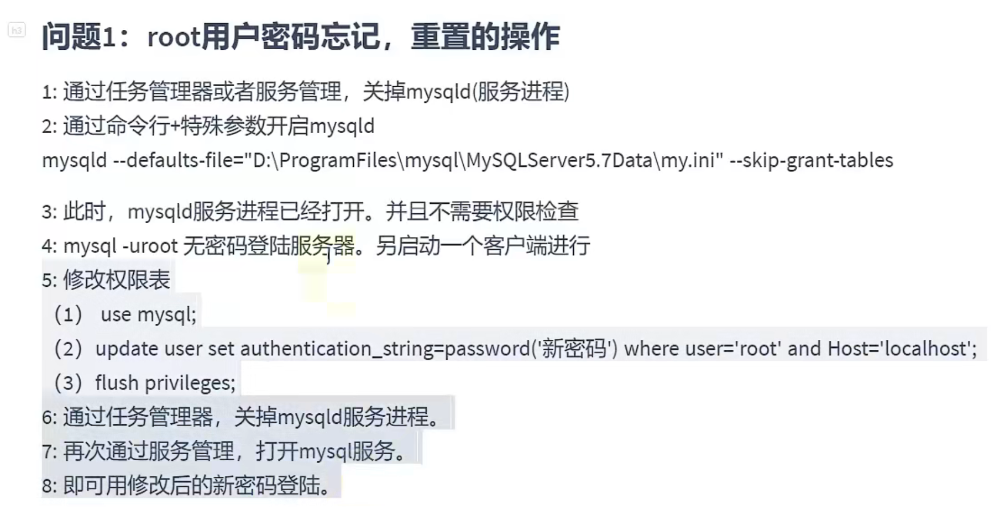 h3
问题1：root用户密码忘记，重置的操作
1: 通过任务管理器或者服务管理，关掉mysqld(服务进程)
2: 通过命令行+特殊参数开启mysqld
mysqld --defaults-file="D:\ProgramFiles\mysql\MySQLServer5.7Data\my.ini" --skip-grant-tables
3: 此时，mysqld服务进程已经打开。并且不需要权限检查
4: mysql -uroot 无密码登陆服务器。另启动一个客户端进行
5: 修改权限表
（1） use mysql;
（2）update user set authentication_string=password('新密码') where user='root' and Host='localhost';
（3）flush privileges;
6: 通过任务管理器，关掉mysqld服务进程。
7: 再次通过服务管理，打开mysql服务。
8: 即可用修改后的新密码登陆。